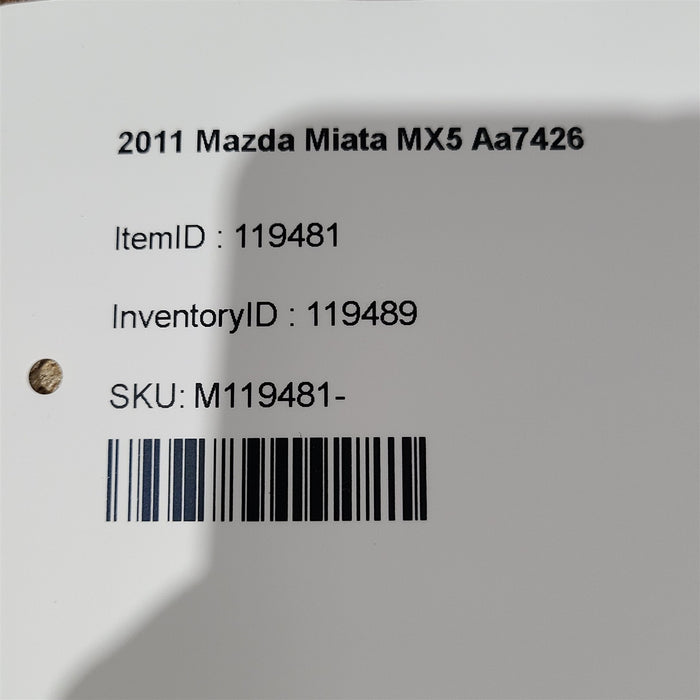 2011 Mazda Miata MX5 Aa7426
ItemID : 119481
InventoryID : 119489
SKU: M119481-